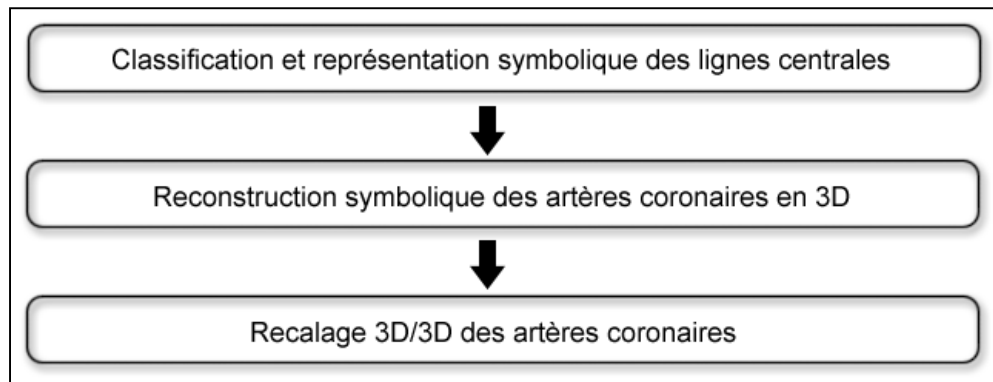 Classification et représentation symbolique des lignes centrales
Reconstruction symbolique des artères coronaires en 3D
Recalage 3D/3D des artères coronaires